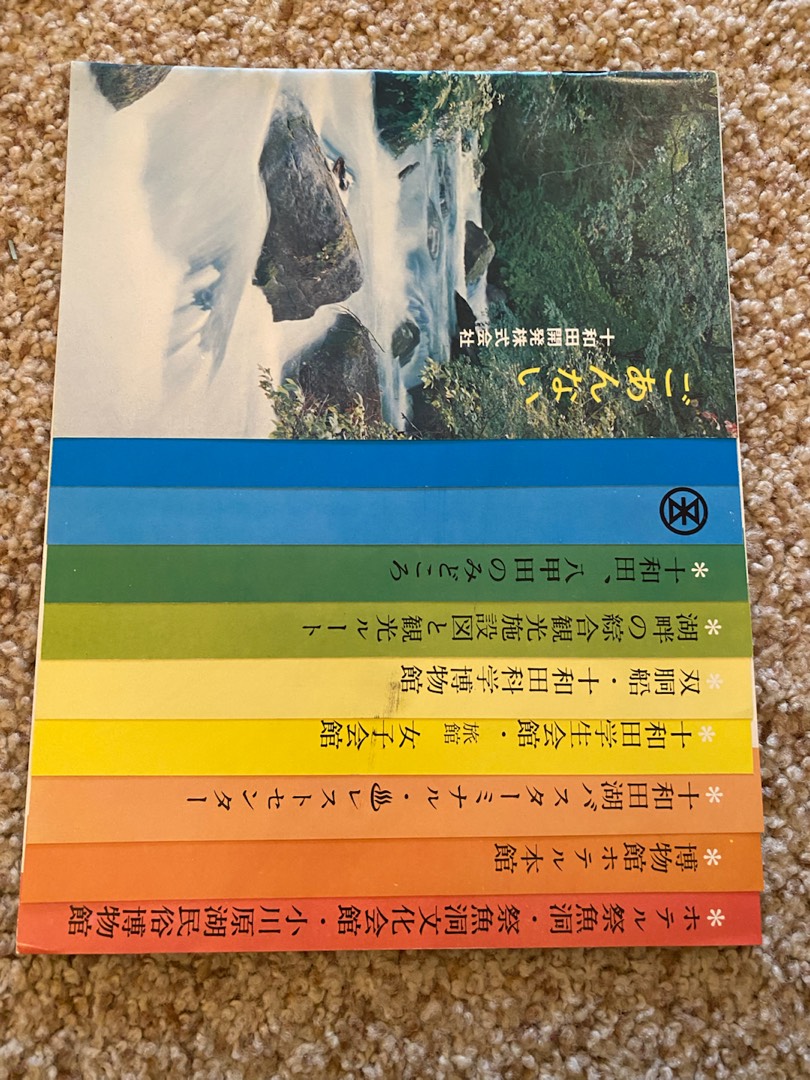 ごあんない
十和田開発株式会社
*十和田、八甲田のみどころ
*湖畔の綜合観光施設図と観光ルート
*双胴船・十和田科学博物館
*十和田学生会館・旅館 女子会館
*十和田湖バスターミナル・♨レストセンター
*博物館ホテル本館
*ホテル祭魚洞・祭魚洞文化会館・小川原湖民俗博物館